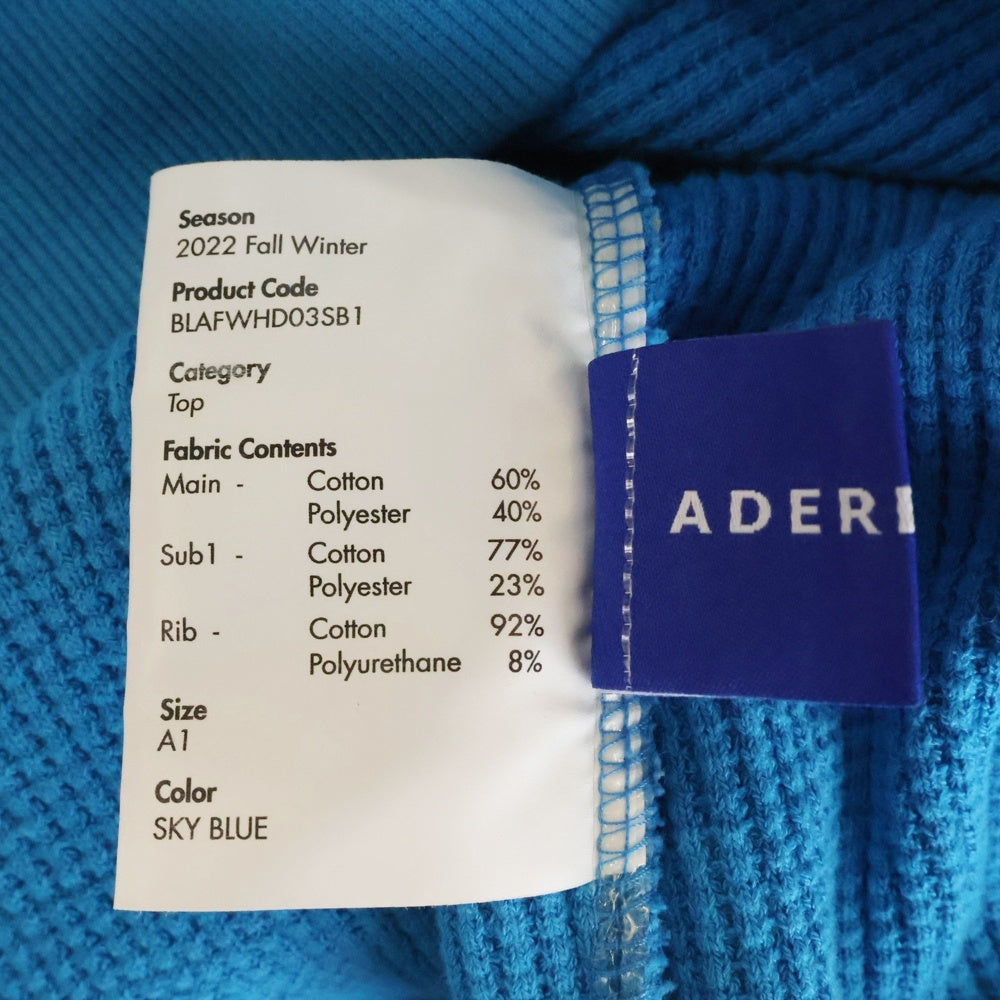 Season
2022 Fall Winter
Product Code
BLAFWHD03SB1
Category
Top
Fabric Contents
Main - Cotton 60%
Polyester 40%
Sub1 - Cotton 77%
Polyester 23%
Rib - Cotton 92%
Polyurethane 8%
Size
A1
Color
SKY BLUE
ADER